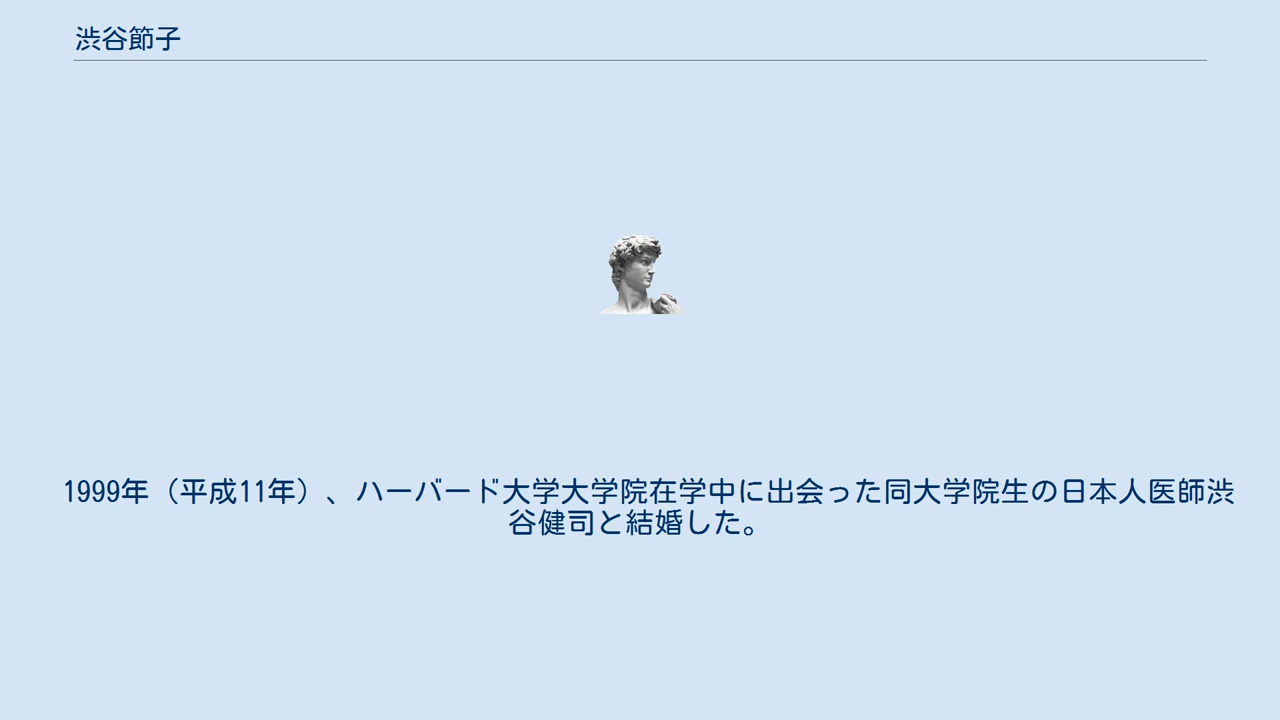 渋谷節子
1999年（平成11年）、ハーバード大学大学院在学中に出会った同大学院生の日本人医師渋
谷健司と結婚した。